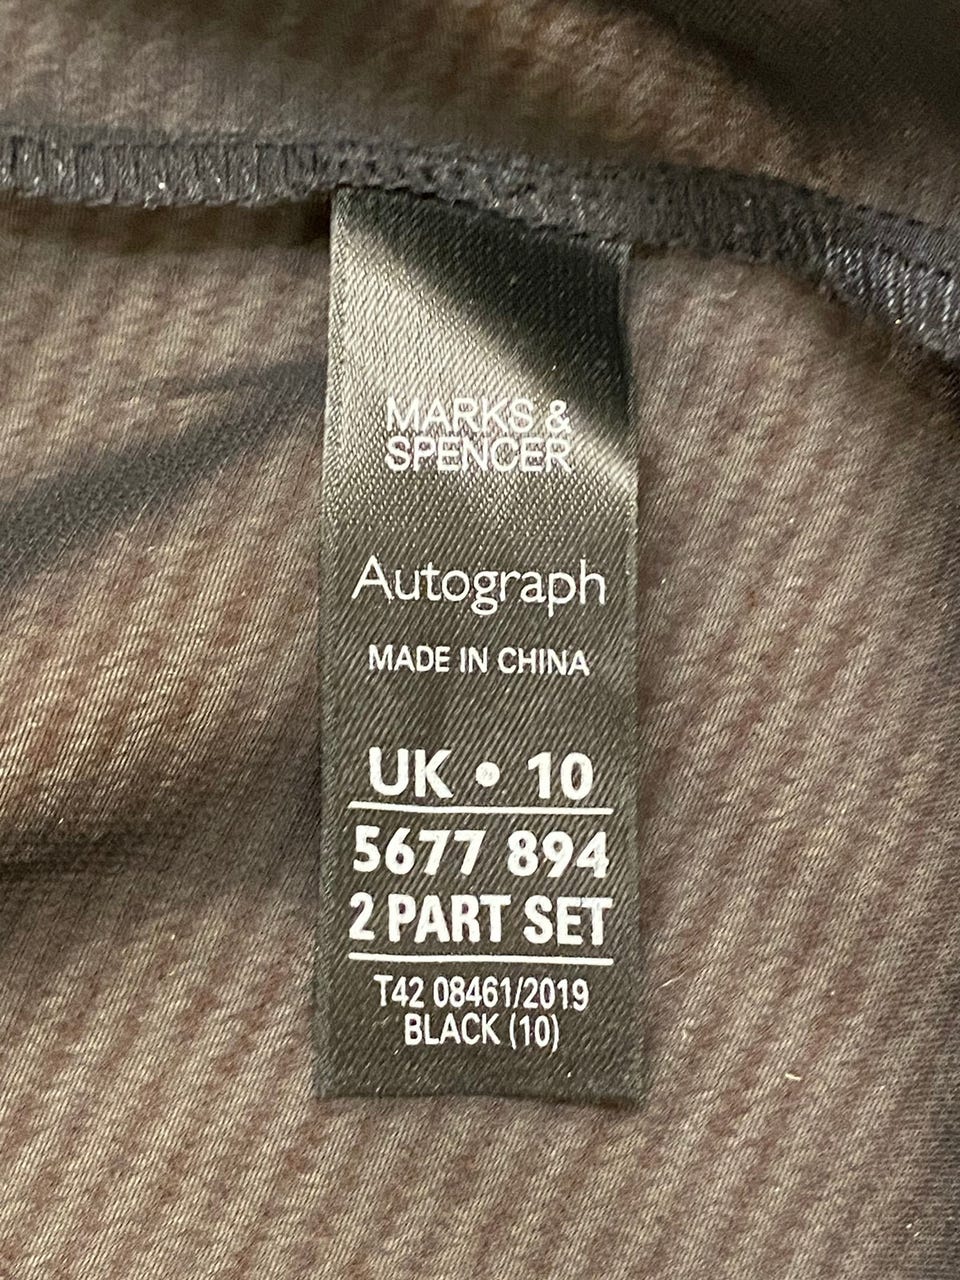 MARKS &
SPENCER
Autograph
MADE IN CHINA
UK • 10
5677 894
2 PART SET
T42 08461/2019
BLACK (10)